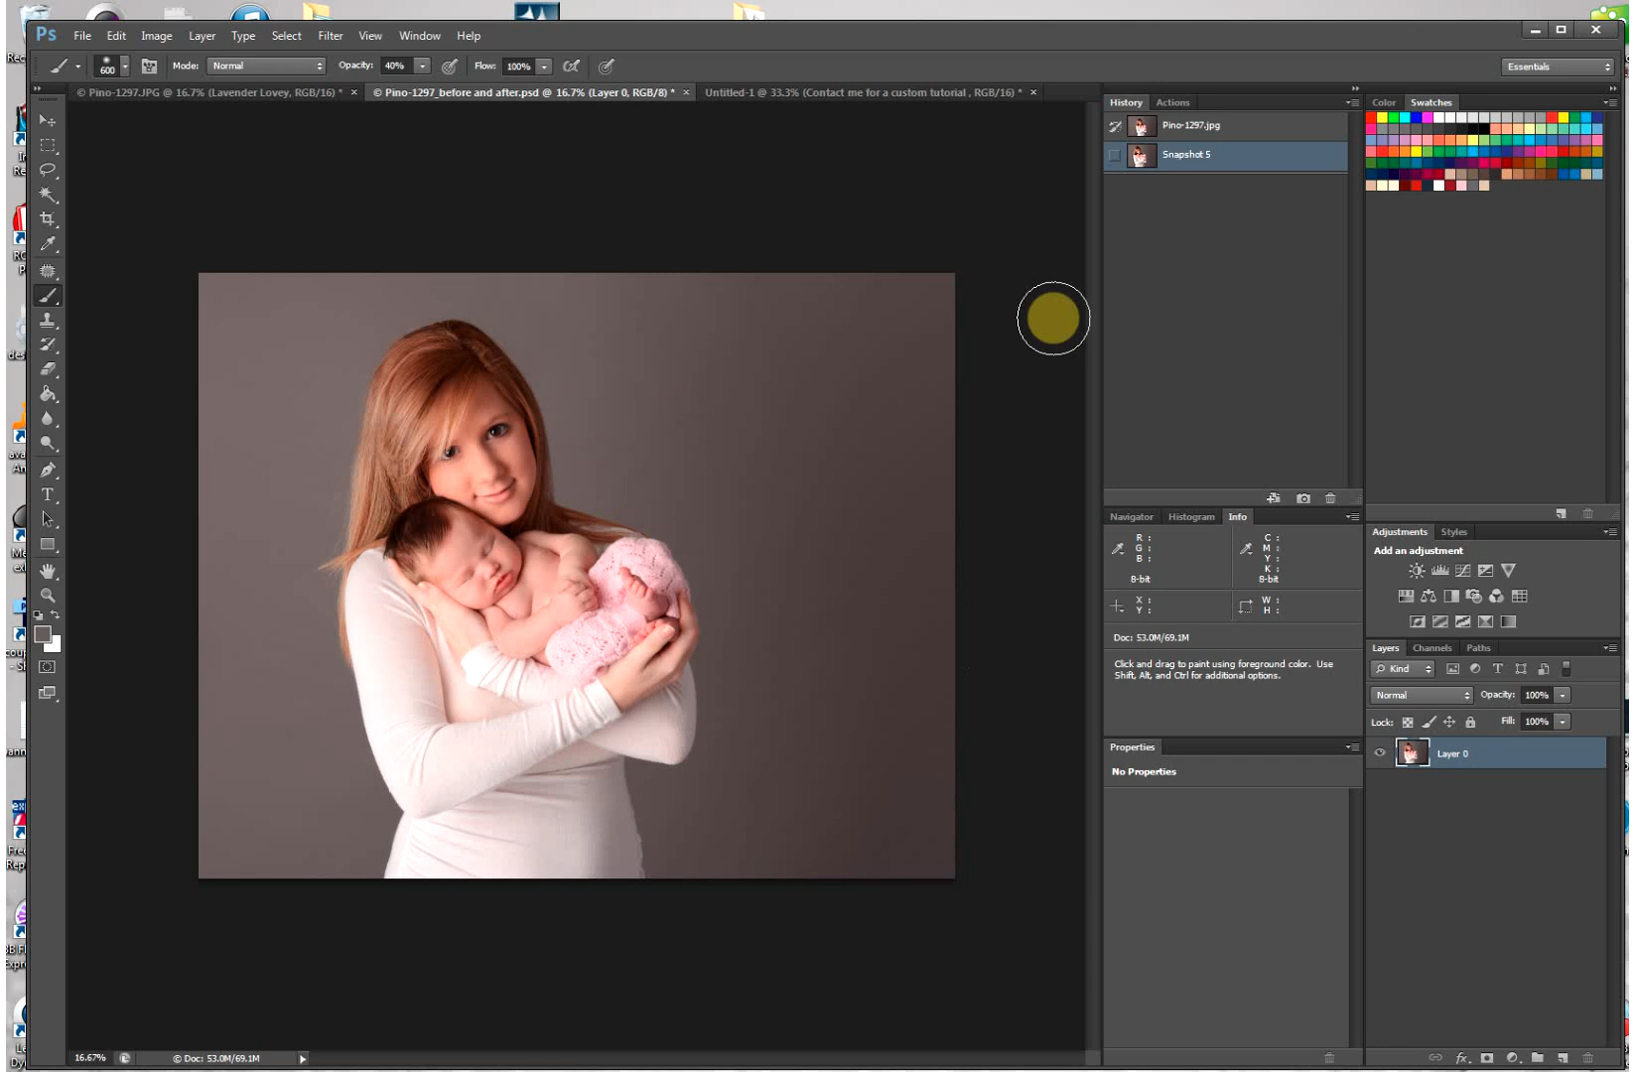 Ps File Edit Image Layer Type Select Filter View Window Help
600 Mode: Normal Opacity: 40% Flow: 100% Essentials
© Pino-1297.JPG @ 16.7% (Lavender Lovey, RGB/16) * × © Pino-1297_before and after.psd @ 16.7% (Layer 0, RGB/8) * × Untitled-1 @ 33.3% (Contact me for a custom tutorial , RGB/16) * ×
History Actions
Pino-1297.jpg
Snapshot 5
Color Swatches
Navigator Histogram Info
R :
G :
B :
8-bit
C :
M :
Y :
K :
8-bit
X :
Y :
W :
H :
Doc: 53.0M/69.1M
Click and drag to paint using foreground color. Use
Shift, Alt, and Ctrl for additional options.
Properties
No Properties
Adjustments Styles
Add an adjustment
Layers Channels Paths
Kind
Normal Opacity: 100%
Lock: Fill: 100%
Layer 0
16.67% © Doc: 53.0M/69.1M